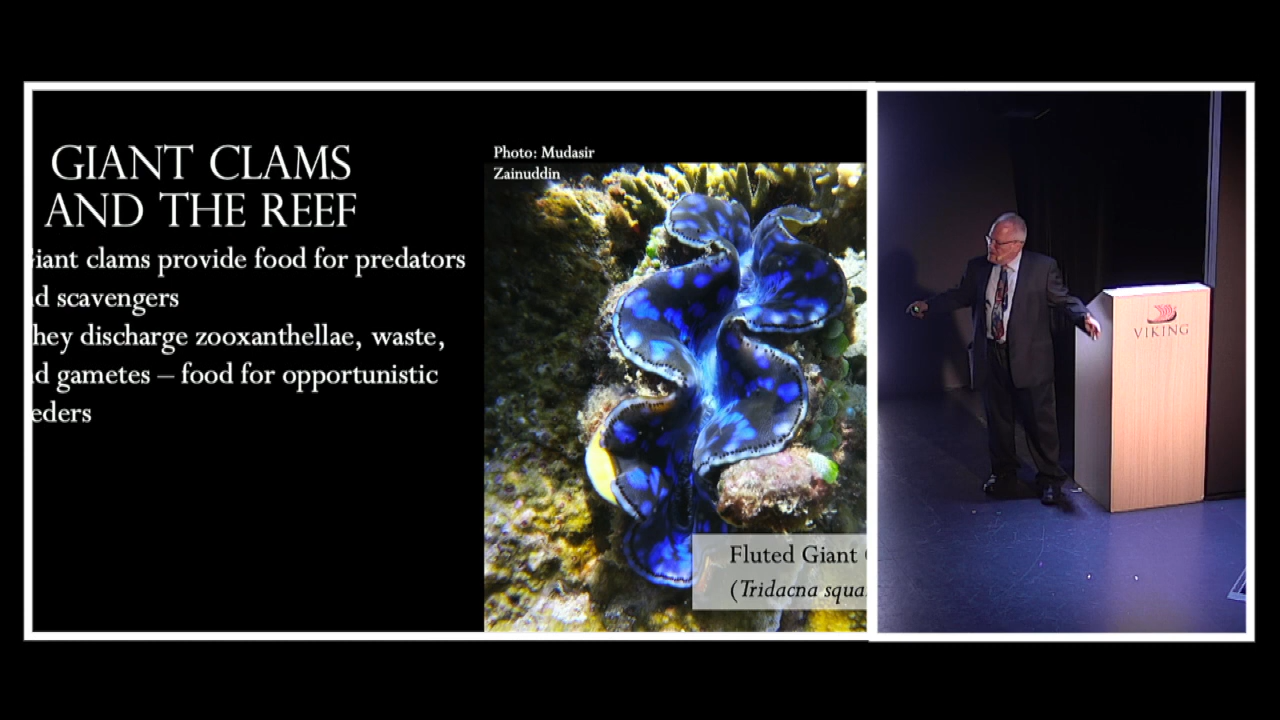 GIANT CLAMS
AND THE REEF
iant clams provide food for predators
d scavengers
hey discharge zooxanthellae, waste,
d gametes – food for opportunistic
eders
Photo: Mudasir
Zainuddin
Fluted Giant
(Tridacna squa
VIKING